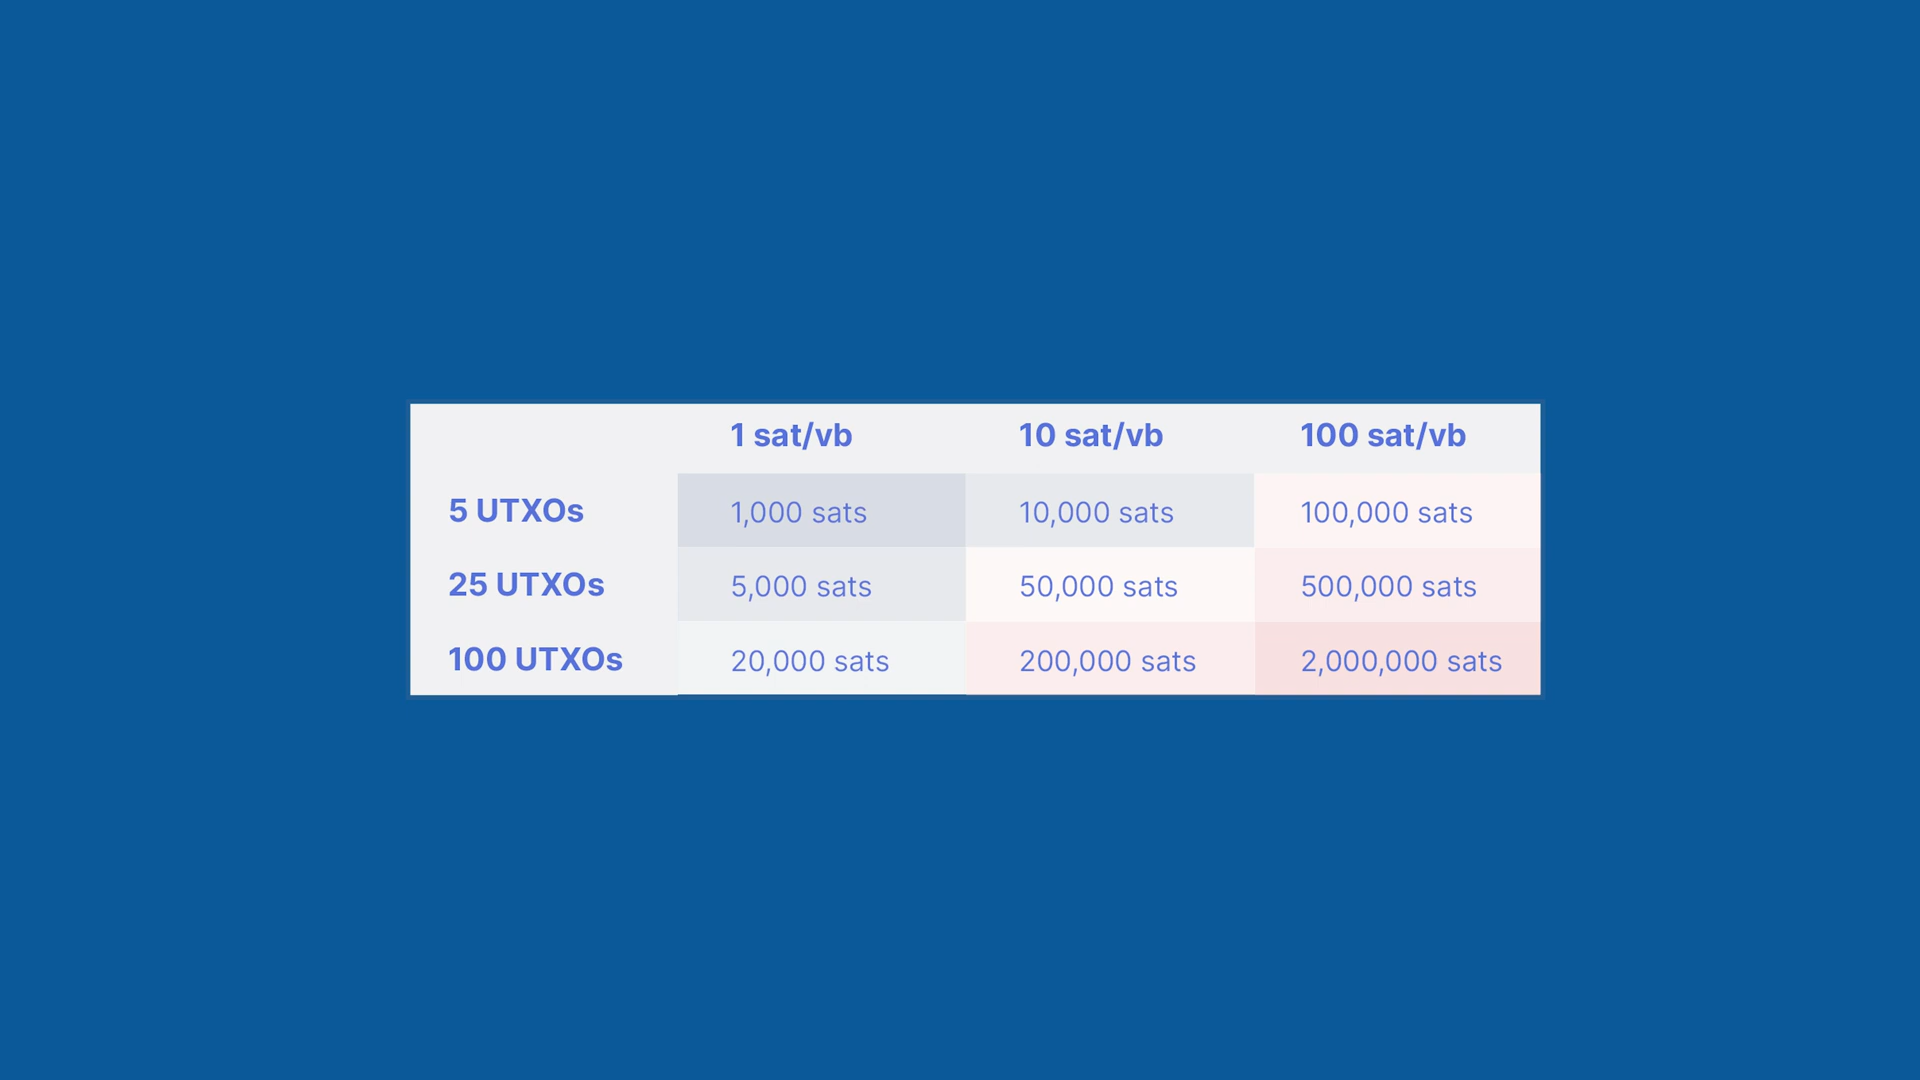 1 sat/vb 10 sat/vb 100 sat/vb
5 UTXOs 1,000 sats 10,000 sats 100,000 sats
25 UTXOs 5,000 sats 50,000 sats 500,000 sats
100 UTXOs 20,000 sats 200,000 sats 2,000,000 sats